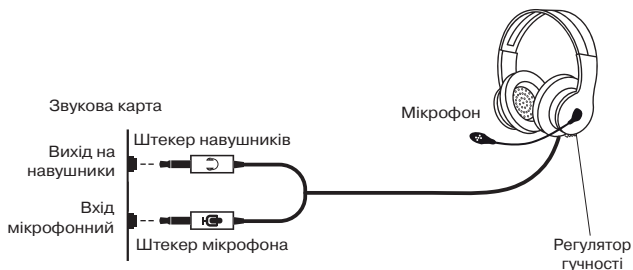 Звукова карта
Мікрофон
Штекер навушників
Вихід на
навушники
Вхід
мікрофонний
Штекер мікрофона
Регулятор
гучності